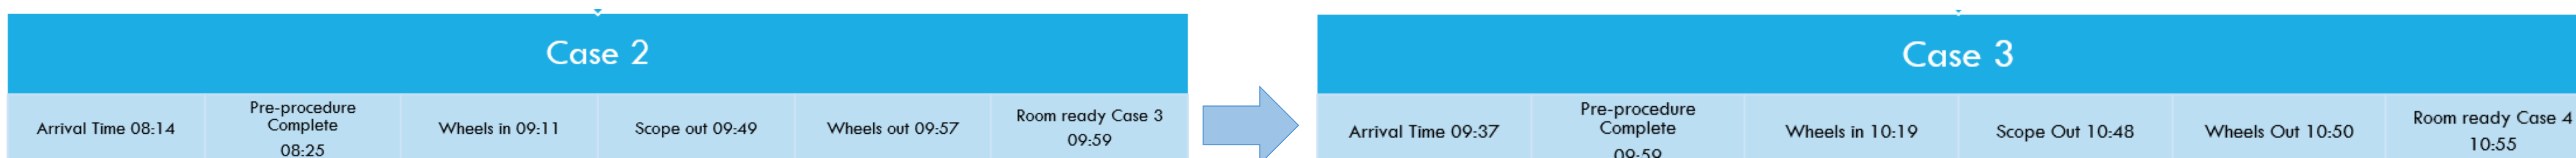 Case 2
Arrival Time 08:14
Pre-procedure
Complete
08:25
Wheels in 09:11
Scope out 09:49
Wheels out 09:57
Room ready Case 3
09:59
Case 3
Arrival Time 09:37
Pre-procedure
Complete
09:59
Wheels in 10:19
Scope Out 10:48
Wheels Out 10:50
Room ready Case 4
10:55